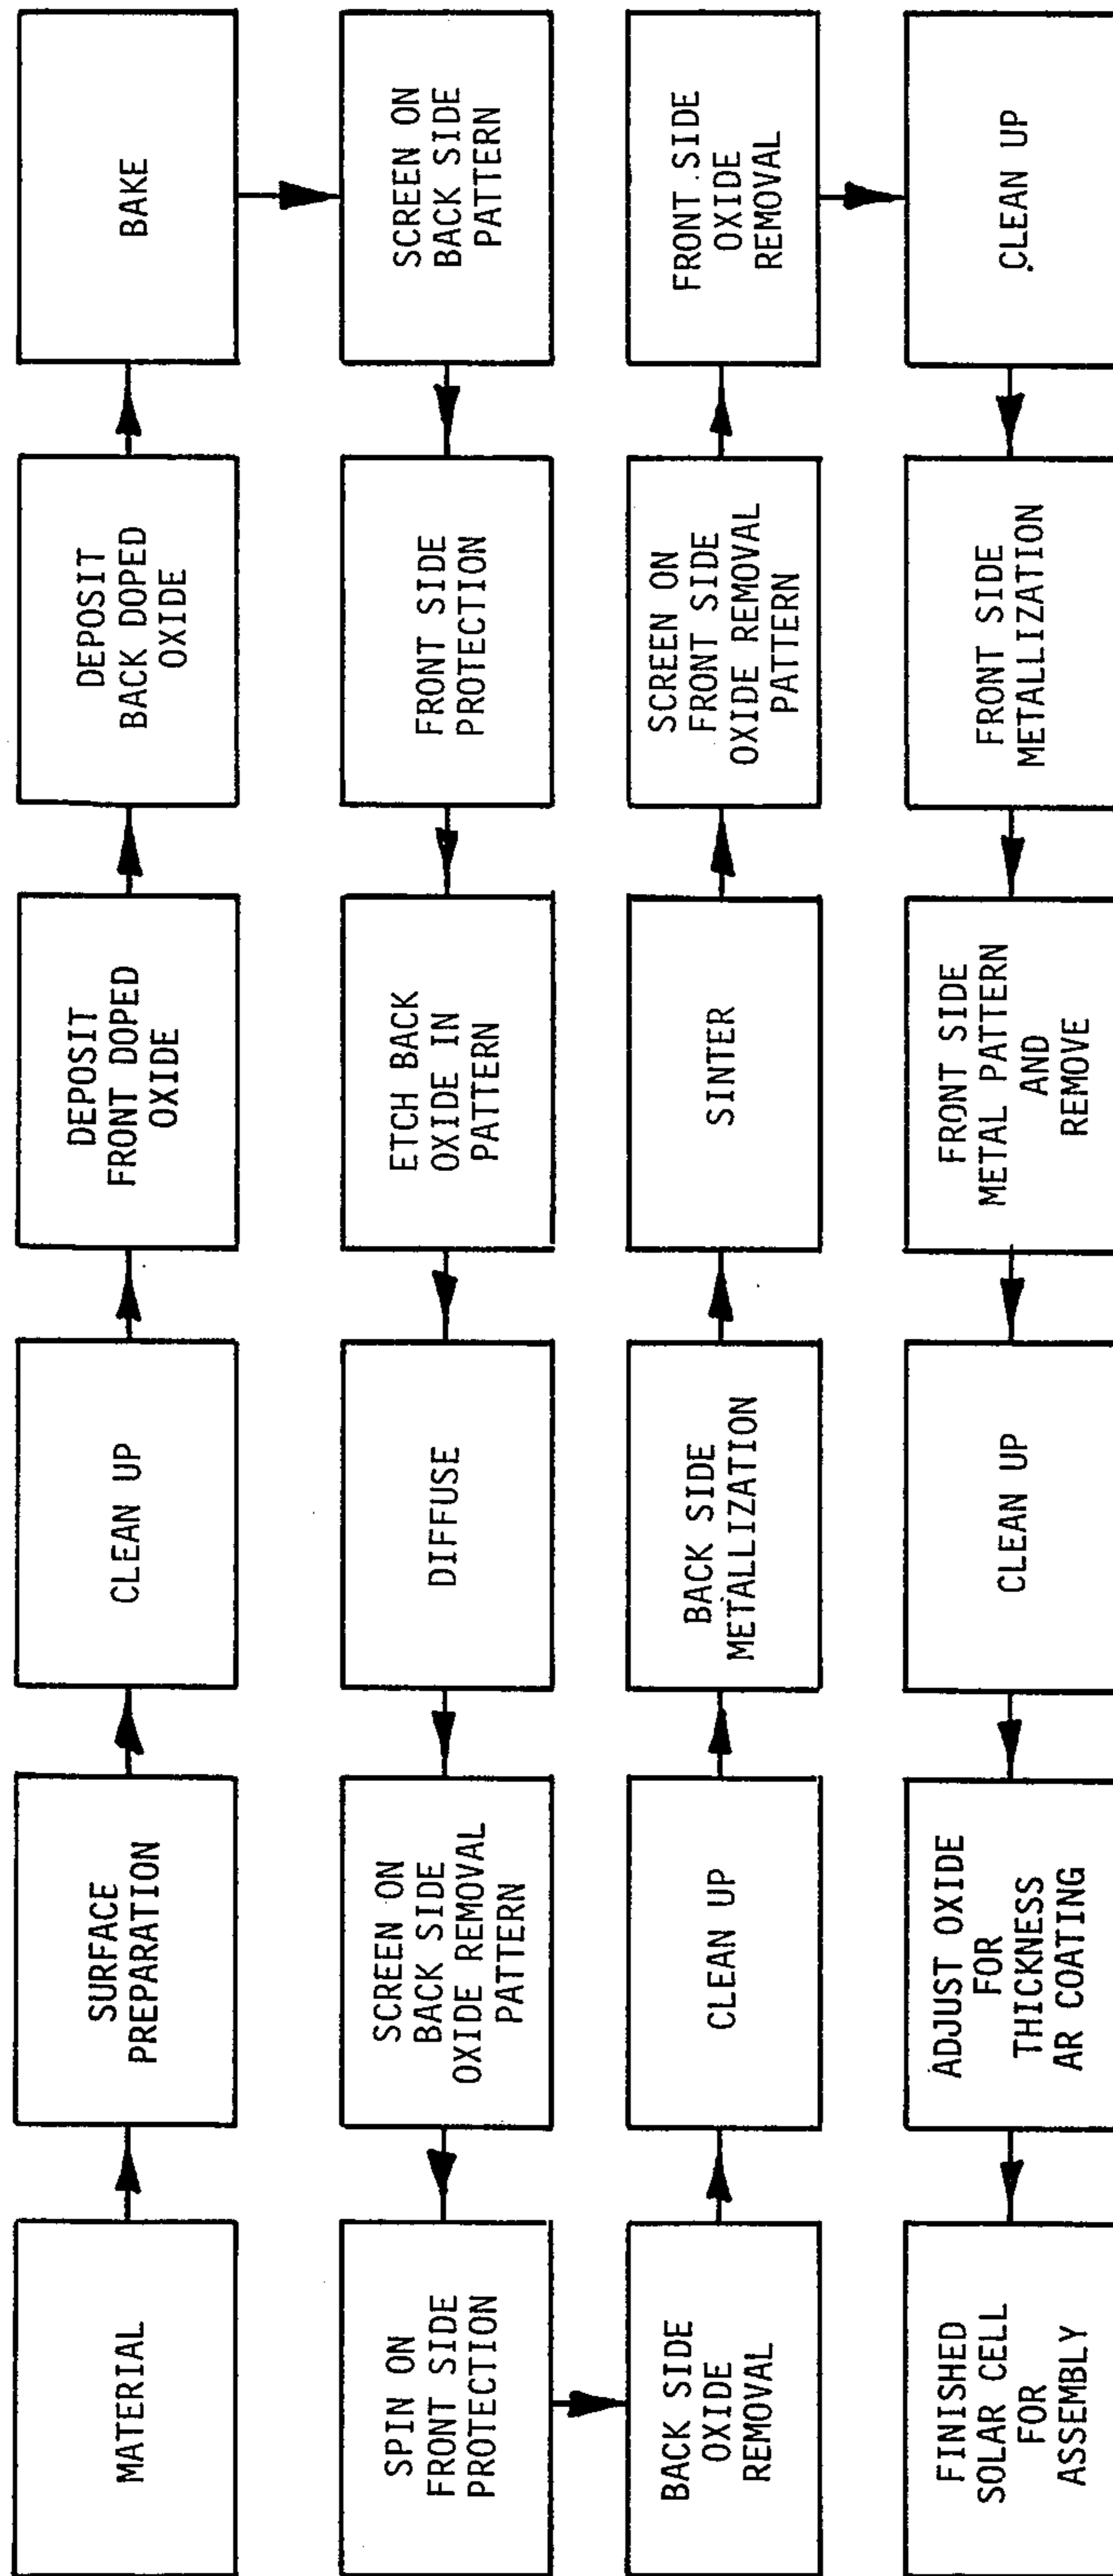 MATERIAL
SURFACE
PREPARATION
CLEAN UP
DEPOSIT
FRONT DOPED
OXIDE
DEPOSIT
BACK DOPED
OXIDE
BAKE
SCREEN ON
BACK SIDE
PATTERN
FRONT SIDE
PROTECTION
ETCH BACK
OXIDE IN
PATTERN
DIFFUSE
SCREEN ON
BACK SIDE
OXIDE REMOVAL
PATTERN
SPIN ON
FRONT SIDE
PROTECTION
BACK SIDE
OXIDE
REMOVAL
CLEAN UP
BACK SIDE
METALLIZATION
SINTER
SCREEN ON
FRONT SIDE
OXIDE REMOVAL
PATTERN
FRONT SIDE
OXIDE
REMOVAL
CLEAN UP
FRONT SIDE
METALLIZATION
FRONT SIDE
METAL PATTERN
AND
REMOVE
CLEAN UP
ADJUST OXIDE
FOR
THICKNESS
AR COATING
FINISHED
SOLAR CELL
FOR
ASSEMBLY